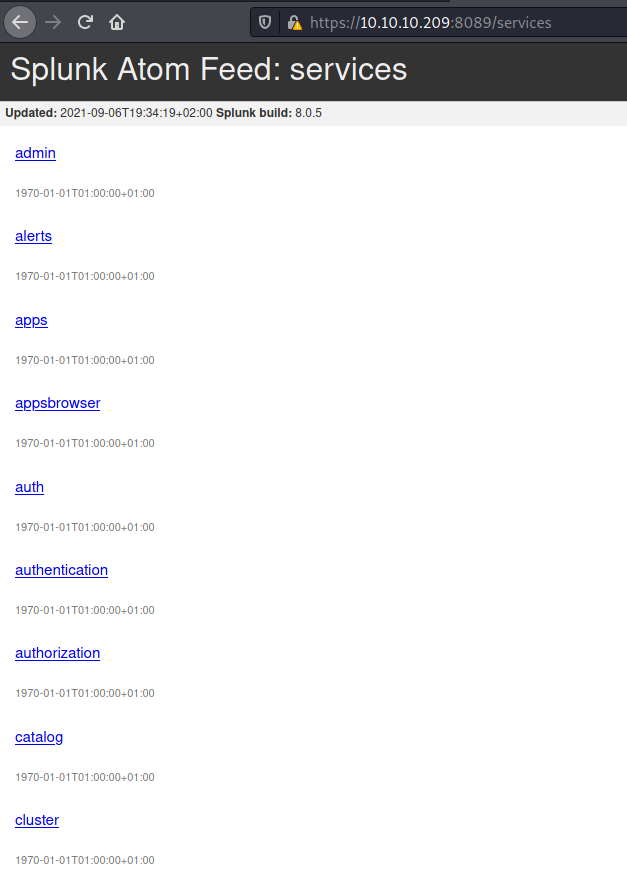 https://10.10.10.209:8089/services
Splunk Atom Feed: services
Updated: 2021-09-06T19:34:19+02:00 Splunk build: 8.0.5
admin
1970-01-01T01:00:00+01:00
alerts
1970-01-01T01:00:00+01:00
apps
1970-01-01T01:00:00+01:00
appsbrowser
1970-01-01T01:00:00+01:00
auth
1970-01-01T01:00:00+01:00
authentication
1970-01-01T01:00:00+01:00
authorization
1970-01-01T01:00:00+01:00
catalog
1970-01-01T01:00:00+01:00
cluster
1970-01-01T01:00:00+01:00